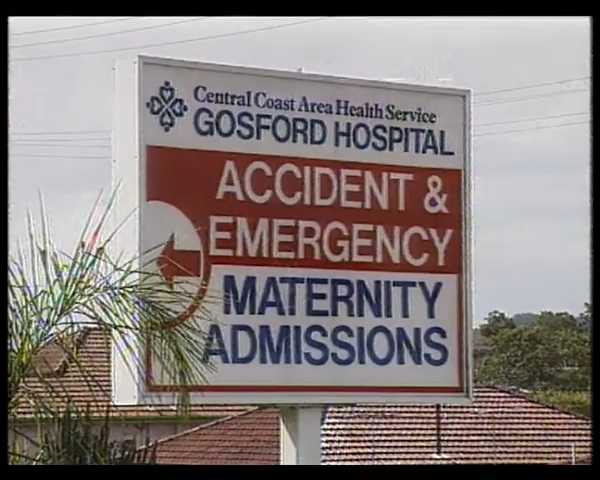 Central Coast Area Health Service
GOSFORD HOSPITAL
ACCIDENT &
EMERGENCY
MATERNITY
ADMISSIONS